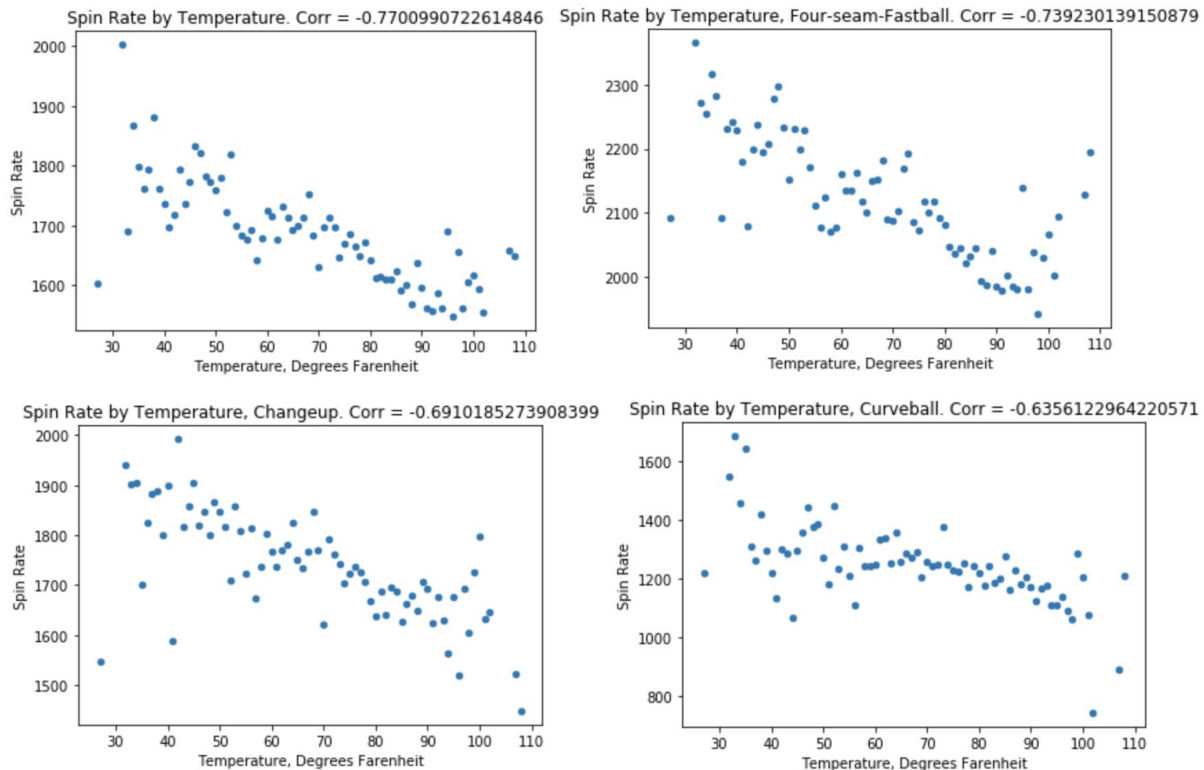 Spin Rate by Temperature. Corr = -0.7700990722614846
2000
1900
1800
1700
1600
Spin Rate
30 40 50 60 70 80 90 100 110
Temperature, Degrees Farenheit
Spin Rate by Temperature, Four-seam-Fastball. Corr = -0.739230139150879
2300
2200
2100
2000
Spin Rate
30 40 50 60 70 80 90 100 110
Temperature, Degrees Farenheit
Spin Rate by Temperature, Changeup. Corr = -0.6910185273908399
2000
1900
1800
1700
1600
1500
Spin Rate
30 40 50 60 70 80 90 100 110
Temperature, Degrees Farenheit
Spin Rate by Temperature, Curveball. Corr = -0.6356122964220571
1600
1400
1200
1000
800
Spin Rate
30 40 50 60 70 80 90 100 110
Temperature, Degrees Farenheit